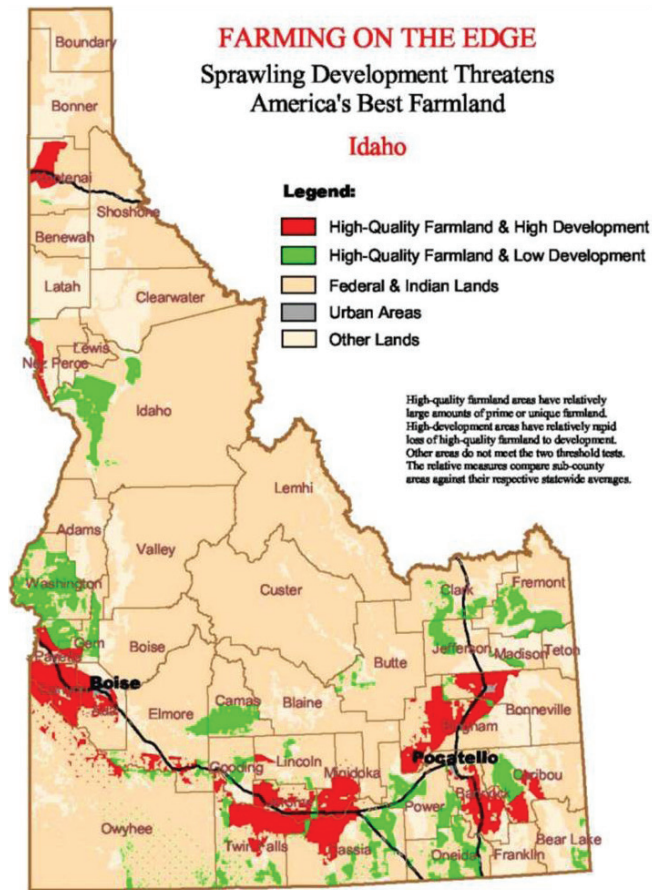 FARMING ON THE EDGE
Sprawling Development Threatens
America's Best Farmland
Idaho
Legend:
High-Quality Farmland & High Development
High-Quality Farmland & Low Development
Federal & Indian Lands
Urban Areas
Other Lands
High-quality farmland areas have relatively
large amounts of prime or unique farmland.
High-development areas have relatively rapid
loss of high-quality farmland to development.
Other areas do not meet the two threshold tests.
The relative measures compare sub-county
areas against their respective statewide averages.
Boundary
Bonner
Shoshone
Benewah
Latah
Clearwater
Lewis
Nez Perce
Idaho
Lemhi
Adams
Valley
Washington
Custer
Clark
Fremont
Gem
Boise
Butte
Jefferson
Madison
Teton
Payette
Boise
Camas
Blaine
Elmore
Bonneville
Bingham
Pocatello
Gooding
Lincoln
Minidoka
Caribou
Power
Bannock
Owyhee
Twin Falls
Cassia
Oneida
Franklin
Bear Lake